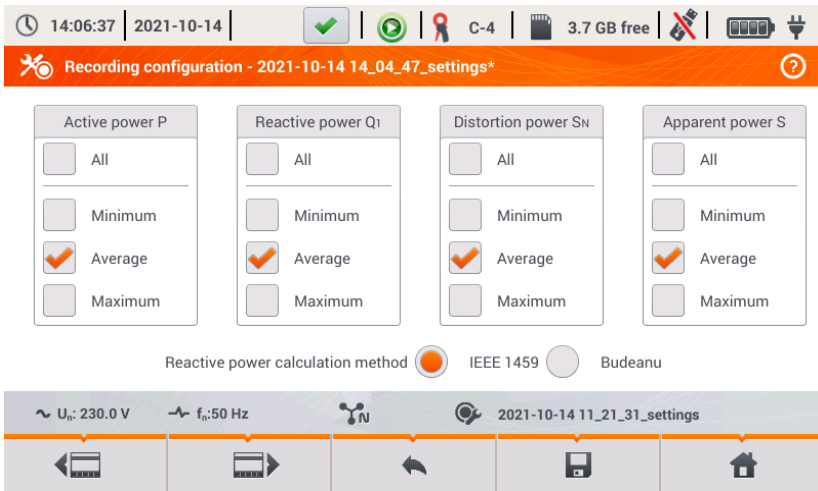 14:06:37 2021-10-14 C-4 3.7 GB free
Recording configuration - 2021-10-14 14_04_47_settings* ?
Active power P Reactive power Q1 Distortion power SN Apparent power S
All All All All
Minimum Minimum Minimum Minimum
Average Average Average Average
Maximum Maximum Maximum Maximum
Reactive power calculation method IEEE 1459 Budeanu
Un: 230.0 V fn:50 Hz N 2021-10-14 11_21_31_settings